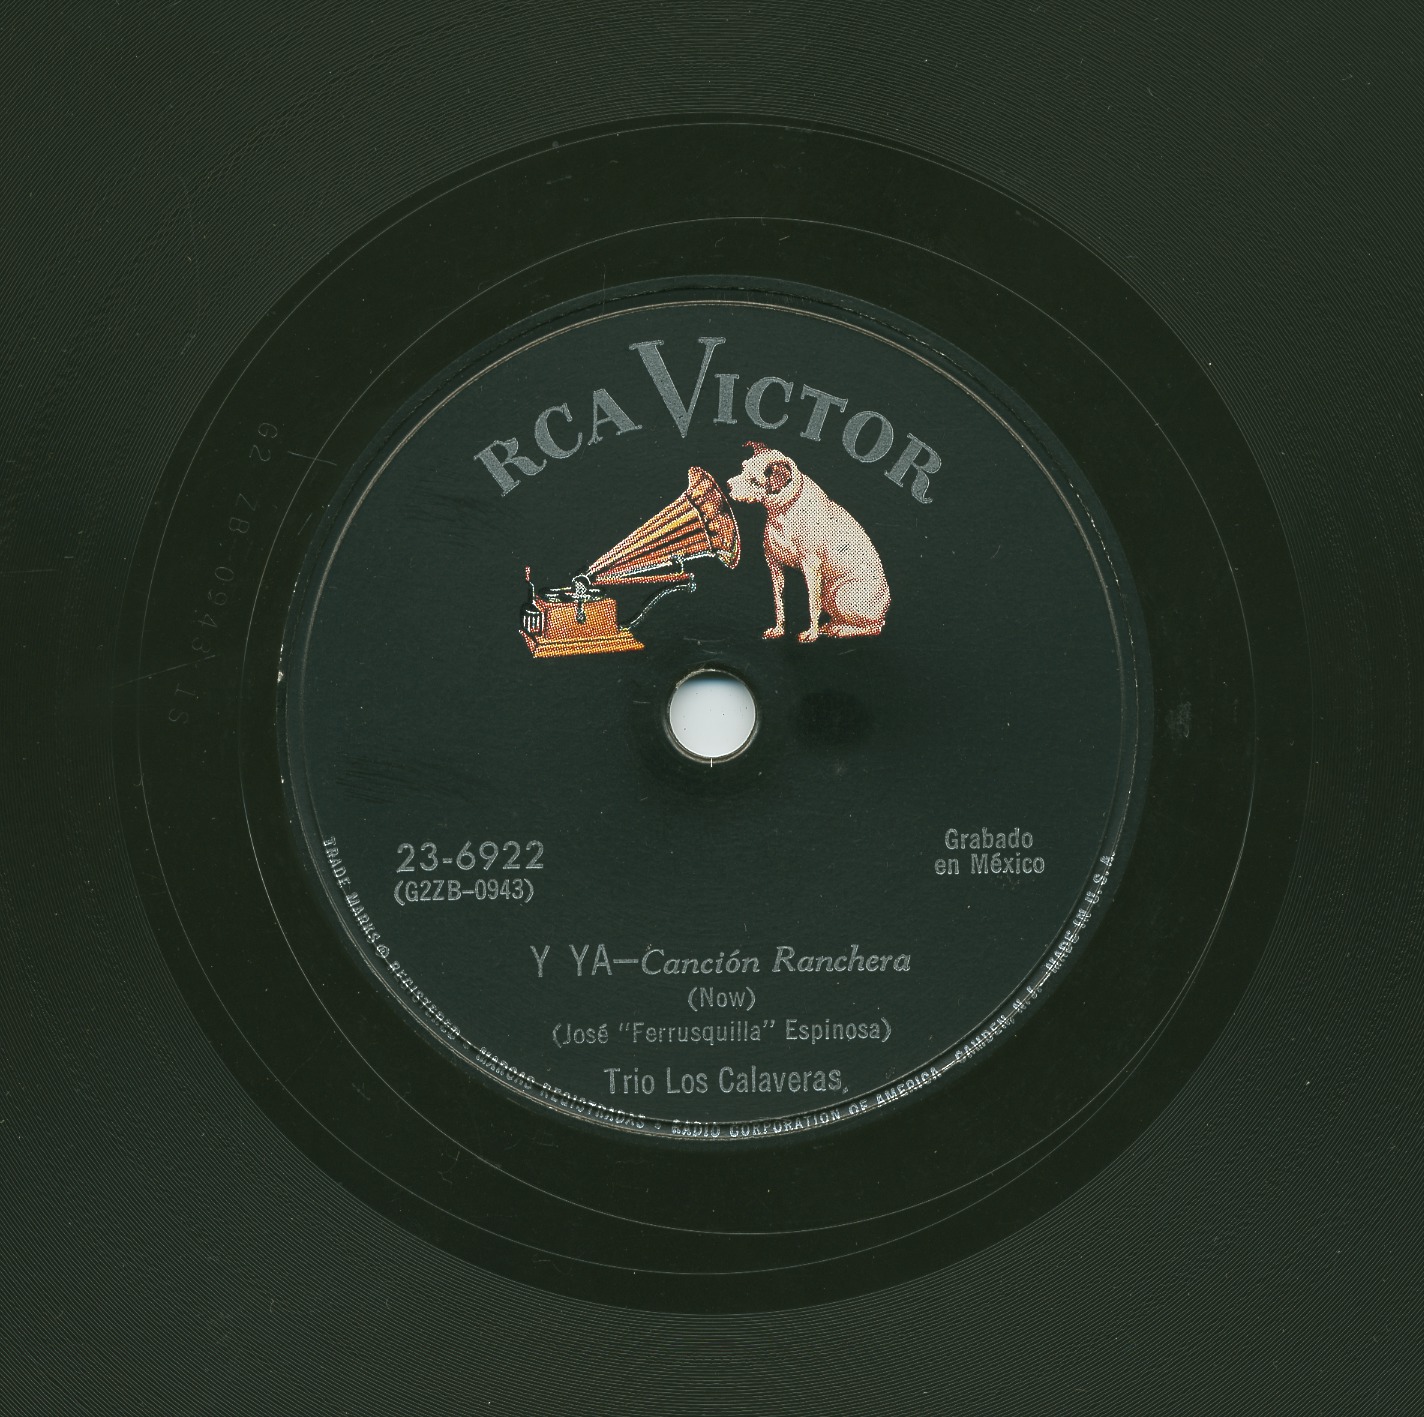 RCA VICTOR
23-6922
(G2ZB-0943)
Grabado
en México
Y YA—Canción Ranchera
(Now)
(José "Ferrusquilla" Espinosa)
Trio Los Calaveras
TRADE MARKS ® REGISTERED • MARCAS REGISTRADAS • RADIO CORPORATION OF AMERICA—CAMDEN, N. J.—MADE IN U. S. A.
G2 ZB-0943
1S